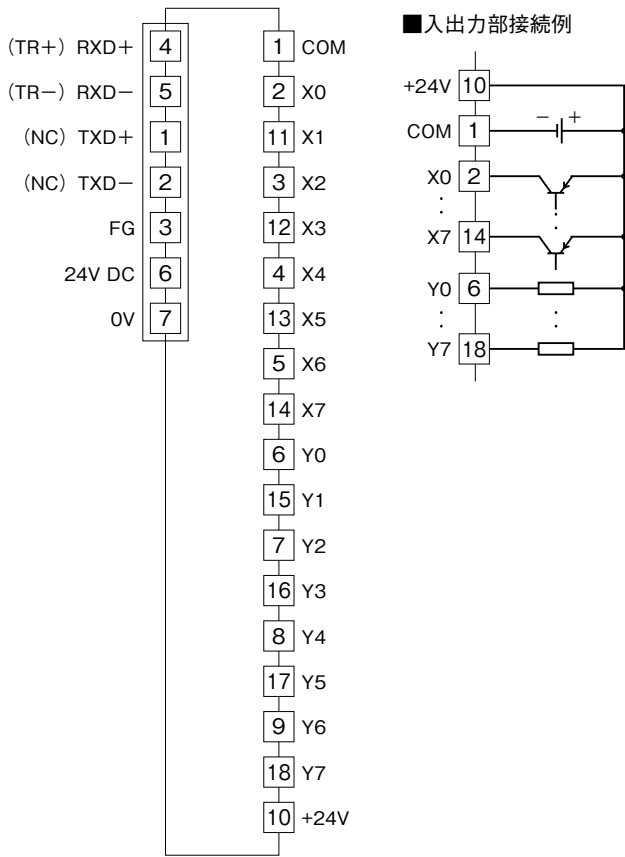 (TR+) RXD+ 4
(TR−) RXD− 5
(NC) TXD+ 1
(NC) TXD− 2
FG 3
24V DC 6
0V 7
1 COM
2 X0
11 X1
3 X2
12 X3
4 X4
13 X5
5 X6
14 X7
6 Y0
15 Y1
7 Y2
16 Y3
8 Y4
17 Y5
9 Y6
18 Y7
10 +24V
■入出力部接続例
+24V 10
COM 1 − +
X0 2
X7 14
Y0 6
Y7 18